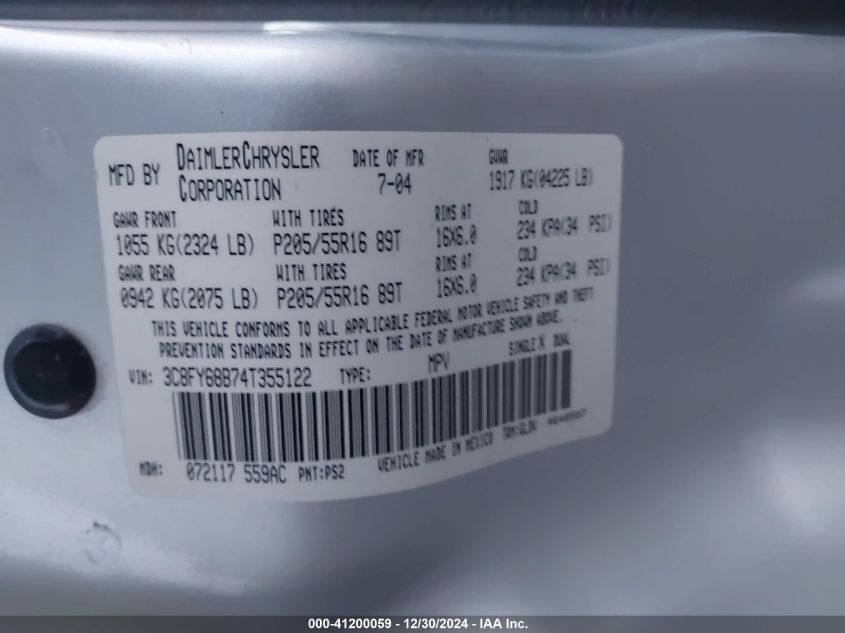 MFD BY DAIMLERCHRYSLER CORPORATION DATE OF MFR 7-04 GVWR 1917 KG(04225 LB)
GAWR FRONT WITH TIRES RIMS AT COLD
1055 KG(2324 LB) P205/55R16 89T 16X6.0 234 KPA(34 PSI)
GAWR REAR WITH TIRES RIMS AT COLD
0942 KG(2075 LB) P205/55R16 89T 16X6.0 234 KPA(34 PSI)
THIS VEHICLE CONFORMS TO ALL APPLICABLE FEDERAL MOTOR VEHICLE SAFETY AND THEFT
PREVENTION STANDARDS IN EFFECT ON THE DATE OF MANUFACTURE SHOWN ABOVE.
VIN: 3C8FY68B74T355122 TYPE: MPV SINGLE X DUAL
MDH: 072117 559AC PNT:PS2 VEHICLE MADE IN MEXICO TRM:GLDV
000-41200059 - 12/30/2024 - IAA Inc.